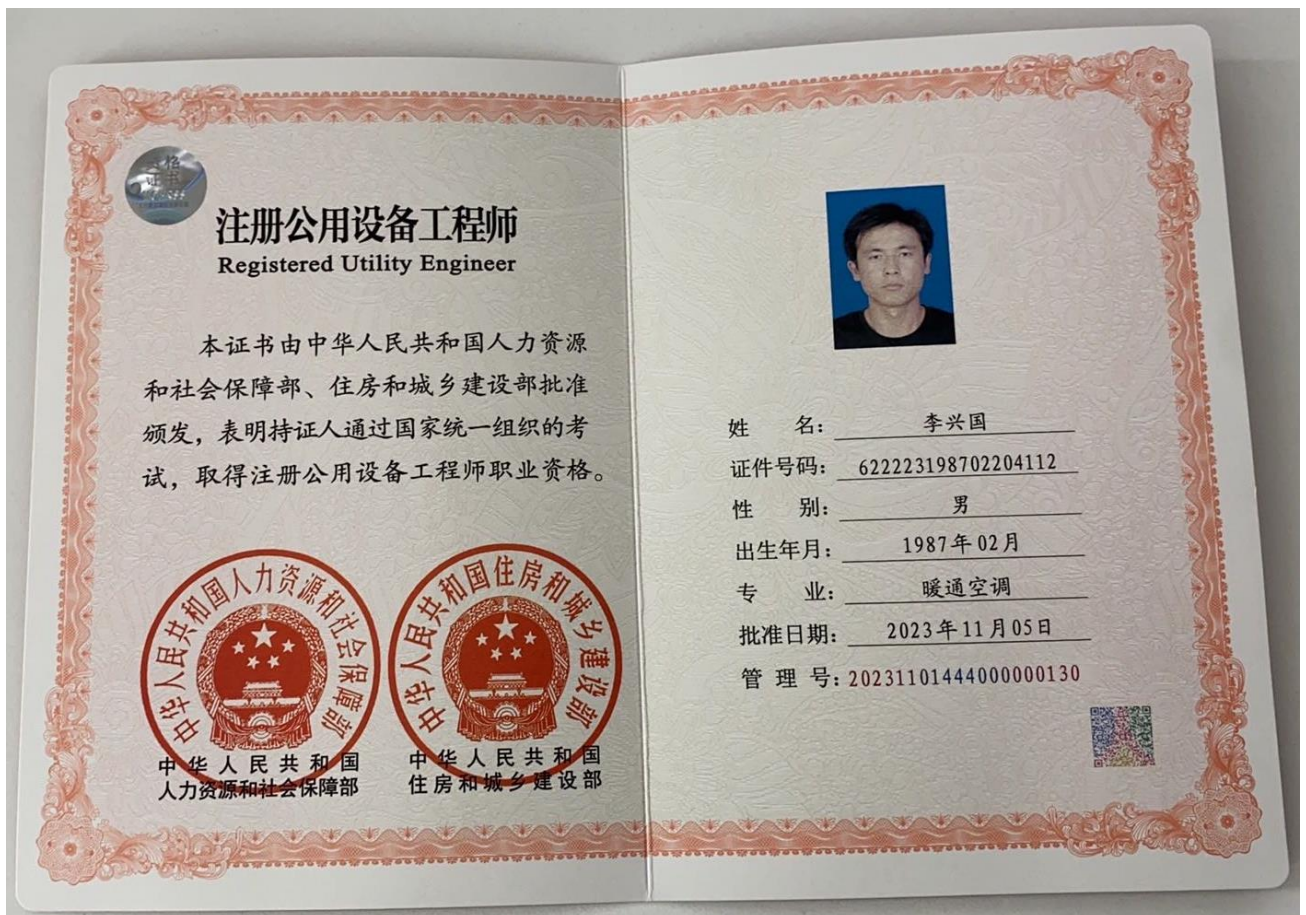 合格
证书
注册公用设备工程师
Registered Utility Engineer
本证书由中华人民共和国人力资源
和社会保障部、住房和城乡建设部批准
颁发，表明持证人通过国家统一组织的考
试，取得注册公用设备工程师职业资格。
中华人民共和国人力资源和社会保障部
中华人民共和国住房和城乡建设部
中华人民共和国
人力资源和社会保障部
中华人民共和国
住房和城乡建设部
姓名：李兴国
证件号码：622223198702204112
性别：男
出生年月：1987年02月
专业：暖通空调
批准日期：2023年11月05日
管理号：20231101444000000130